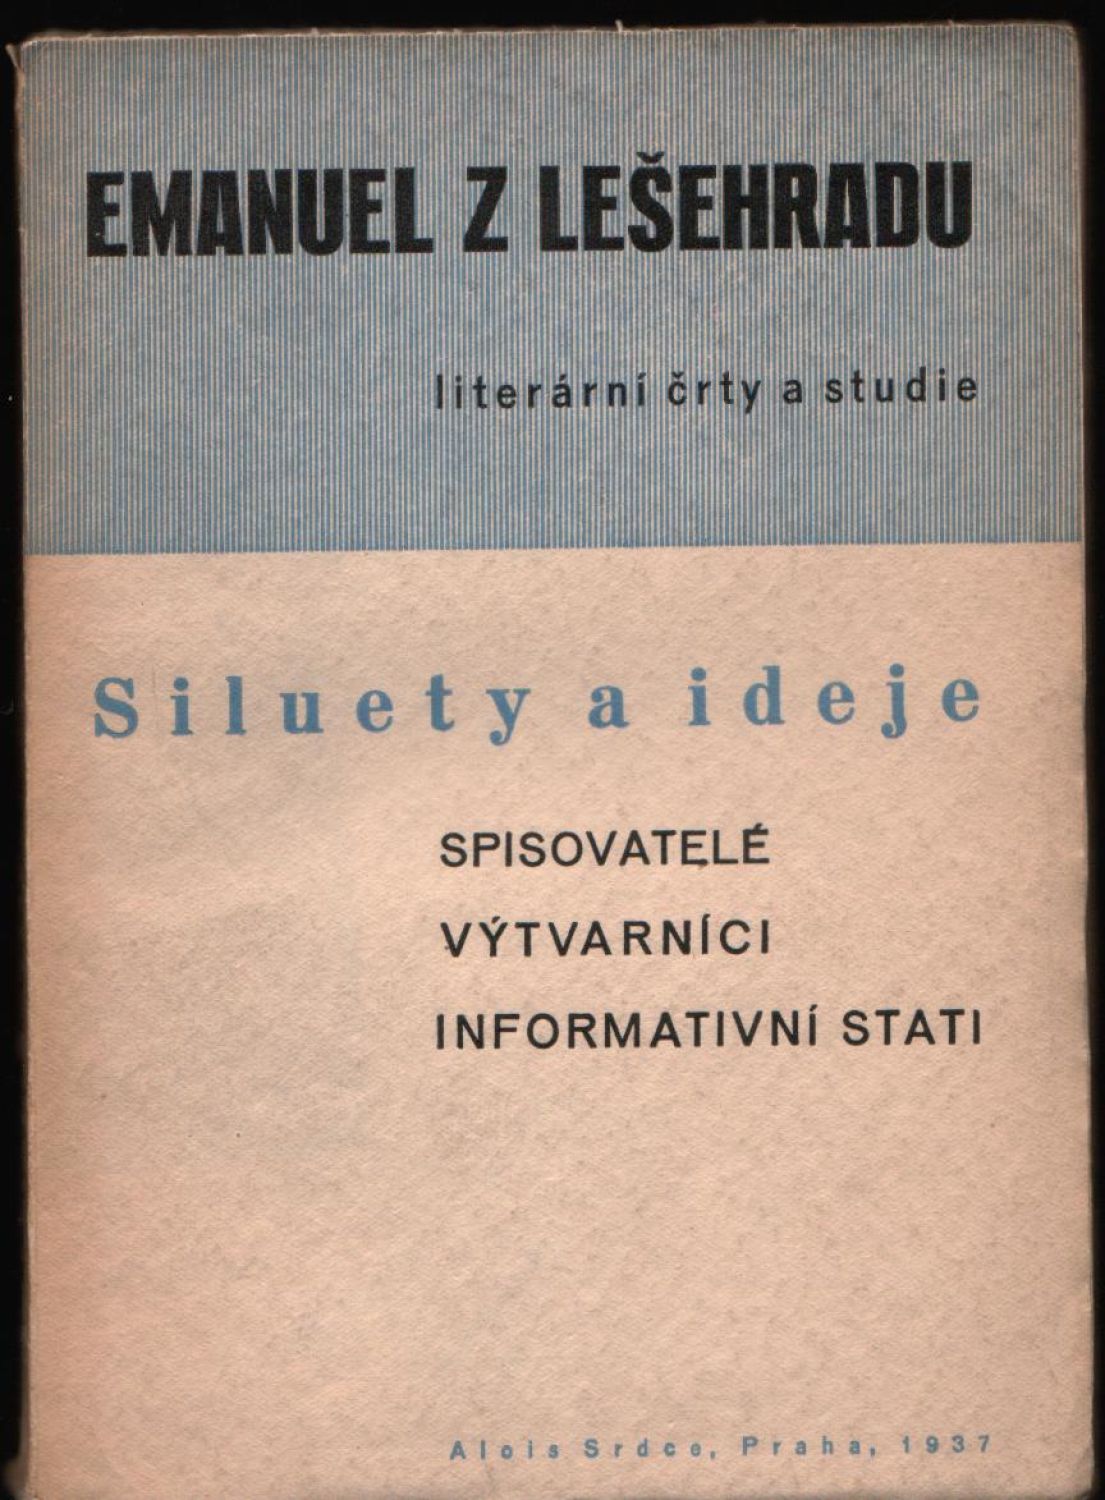 EMANUEL Z LEŠEHRADU
literární črty a studie
Siluety a ideje
SPISOVATELÉ
VÝTVARNÍCI
INFORMATIVNÍ STATI
Alois Srdce, Praha, 1937